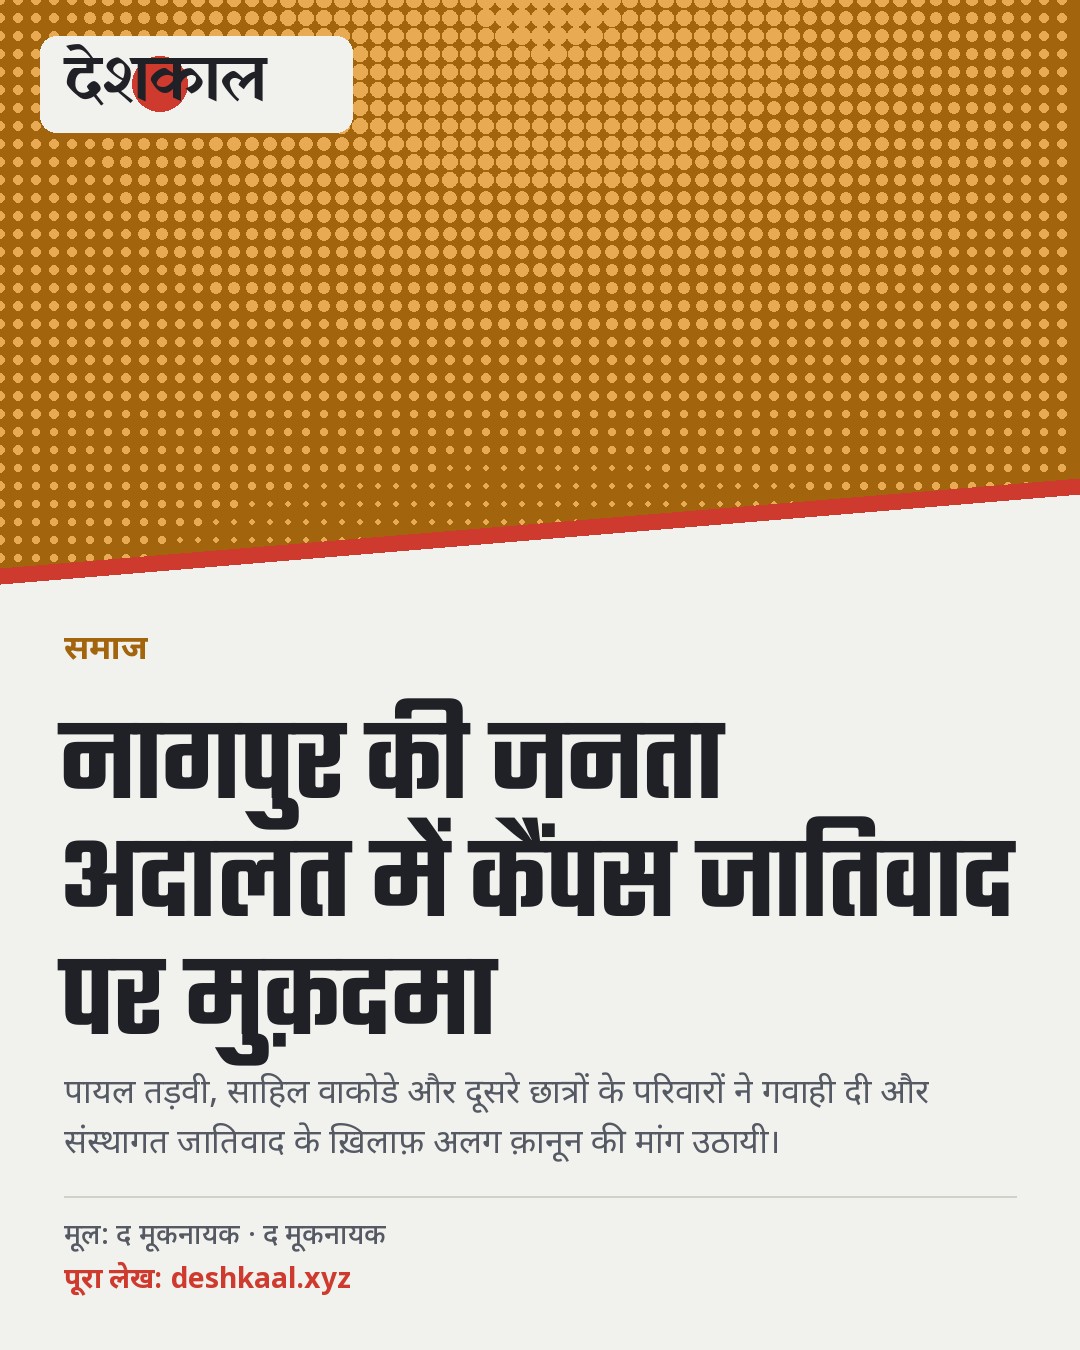 देशकाल
समाज
नागपुर की जनता
अदालत में कैंपस जातिवाद
पर मुक़दमा
पायल तड़वी, साहिल वाकोडे और दूसरे छात्रों के परिवारों ने गवाही दी और
संस्थागत जातिवाद के ख़िलाफ़ अलग क़ानून की मांग उठायी।
मूल: द मूकनायक · द मूकनायक
पूरा लेख: deshkaal.xyz